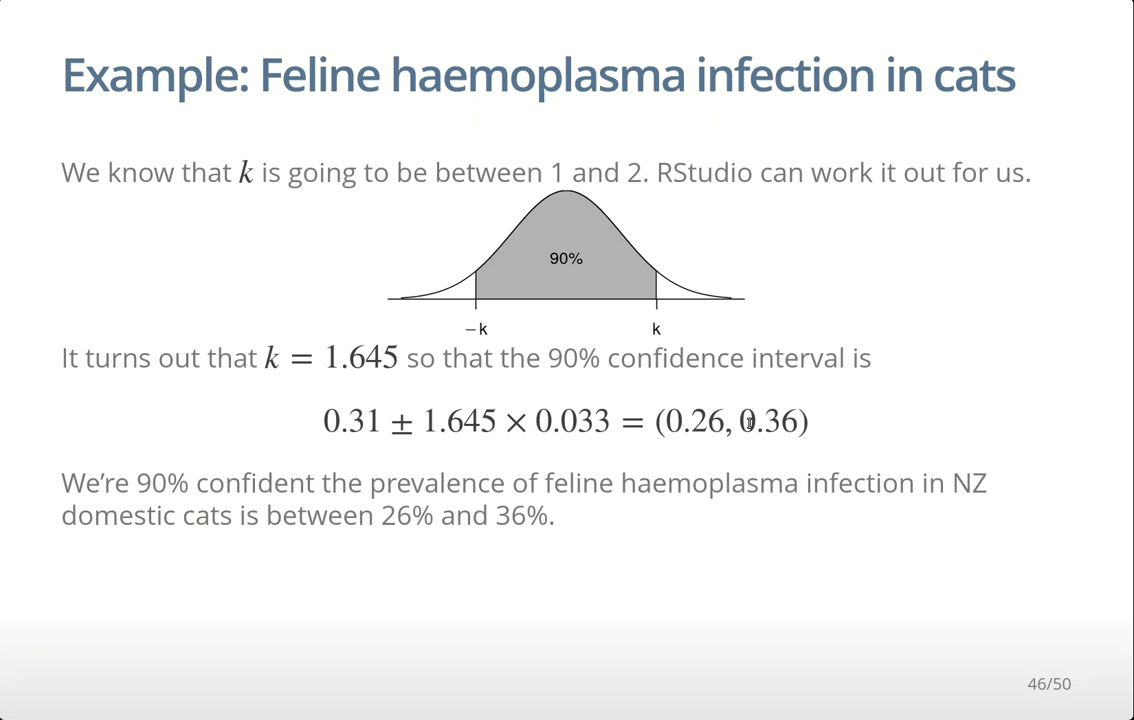 Example: Feline haemoplasma infection in cats
We know that k is going to be between 1 and 2. RStudio can work it out for us.
90%
−k k
It turns out that k = 1.645 so that the 90% confidence interval is
0.31 ± 1.645 × 0.033 = (0.26, 0.36)
We’re 90% confident the prevalence of feline haemoplasma infection in NZ
domestic cats is between 26% and 36%.
46/50